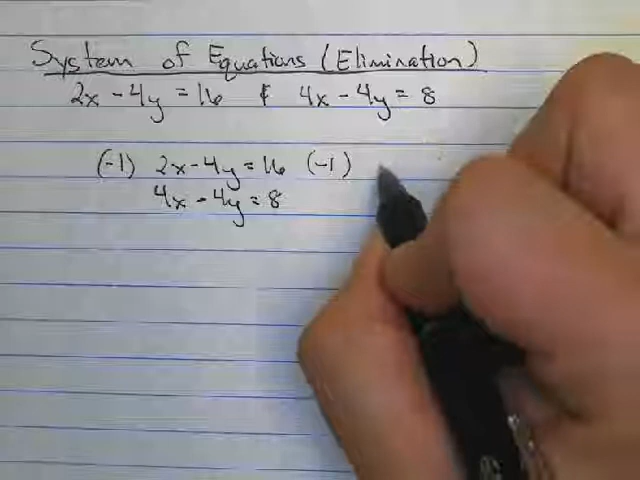 System of Equations (Elimination)
2x - 4y = 16 & 4x - 4y = 8
(-1) 2x - 4y = 16 (-1)
4x - 4y = 8